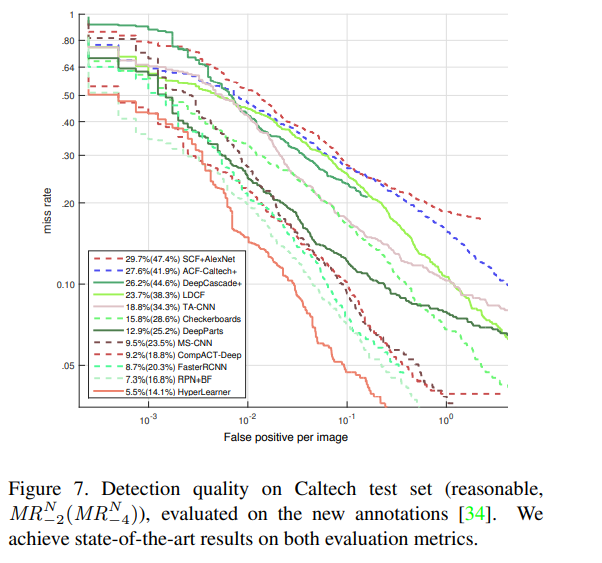 1
.80
.64
.50
.40
.30
.20
0.10
.05
miss rate
29.7%(47.4%) SCF+AlexNet
27.6%(41.9%) ACF-Caltech+
26.2%(44.6%) DeepCascade+
23.7%(38.3%) LDCF
18.8%(34.3%) TA-CNN
15.8%(28.6%) Checkerboards
12.9%(25.2%) DeepParts
9.5%(23.5%) MS-CNN
9.2%(18.8%) CompACT-Deep
8.7%(20.3%) FasterRCNN
7.3%(16.8%) RPN+BF
5.5%(14.1%) HyperLearner
10⁻³ 10⁻² 10⁻¹ 10⁰
False positive per image
Figure 7. Detection quality on Caltech test set (reasonable,
MRᴺ₋₂(MRᴺ₋₄)), evaluated on the new annotations [34]. We
achieve state-of-the-art results on both evaluation metrics.